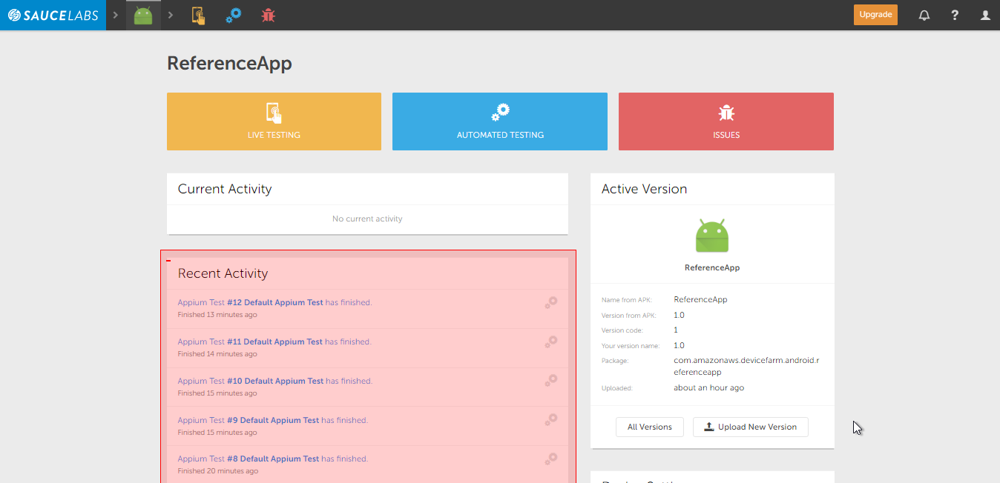 SAUCELABS
Upgrade
?
ReferenceApp
LIVE TESTING
AUTOMATED TESTING
ISSUES
Current Activity
No current activity
Recent Activity
Appium Test #12 Default Appium Test has finished.
Finished 13 minutes ago
Appium Test #11 Default Appium Test has finished.
Finished 14 minutes ago
Appium Test #10 Default Appium Test has finished.
Finished 15 minutes ago
Appium Test #9 Default Appium Test has finished.
Finished 15 minutes ago
Appium Test #8 Default Appium Test has finished.
Finished 20 minutes ago
Active Version
ReferenceApp
Name from APK: ReferenceApp
Version from APK: 1.0
Version code: 1
Your version name: 1.0
Package: com.amazonaws.devicefarm.android.r
eferenceapp
Uploaded: about an hour ago
All Versions
Upload New Version